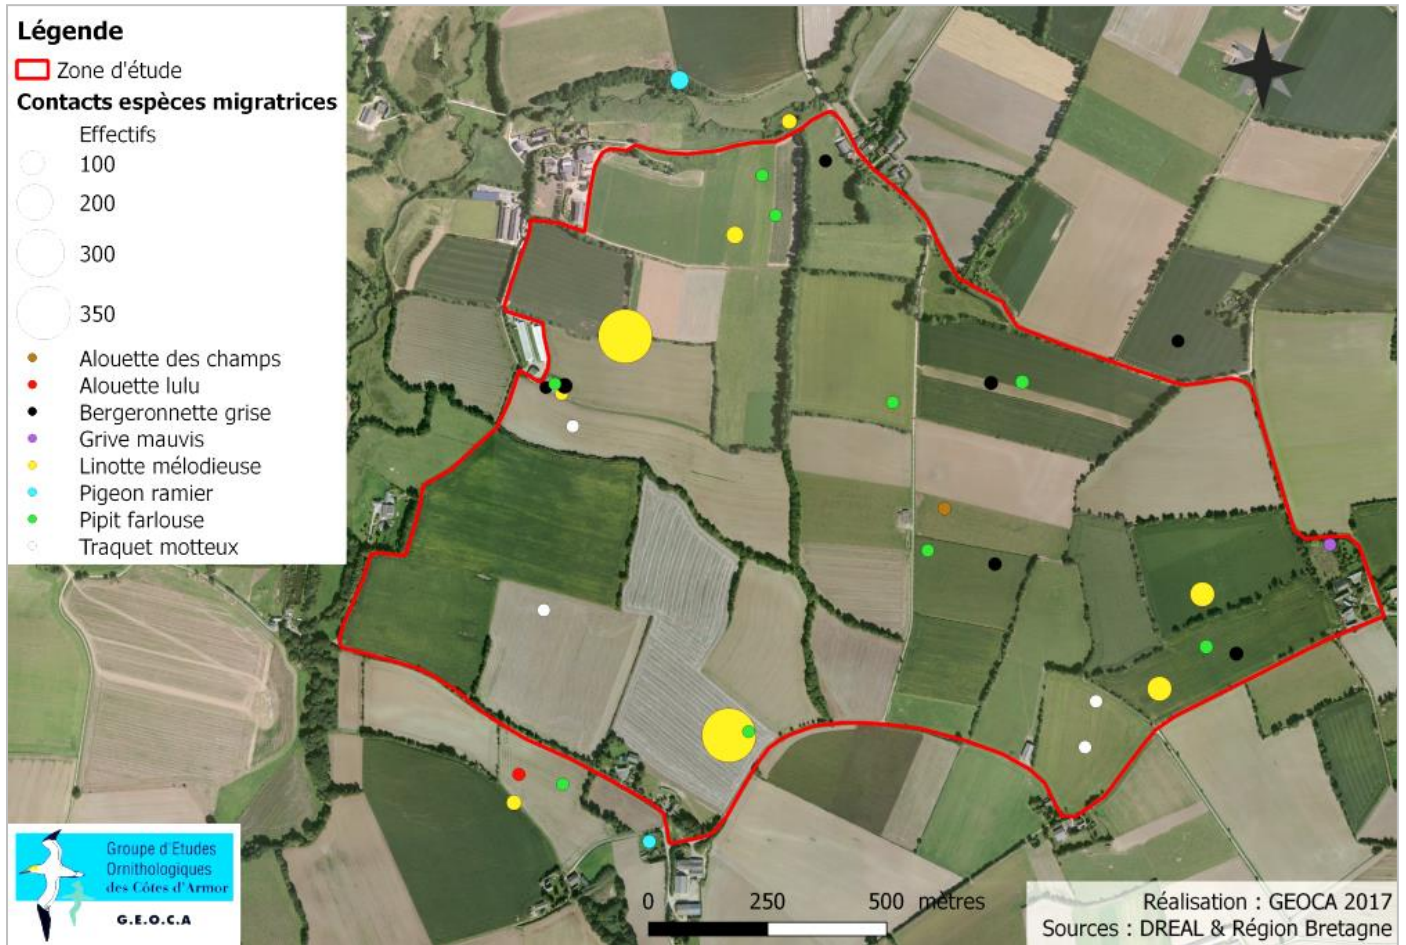 Légende
Zone d'étude
Contacts espèces migratrices
Effectifs
100
200
300
350
Alouette des champs
Alouette lulu
Bergeronnette grise
Grive mauvis
Linotte mélodieuse
Pigeon ramier
Pipit farlouse
Traquet motteux
Groupe d'Etudes
Ornithologiques
des Côtes d'Armor
G.E.O.C.A
0 250 500 mètres
Réalisation : GEOCA 2017
Sources : DREAL & Région Bretagne